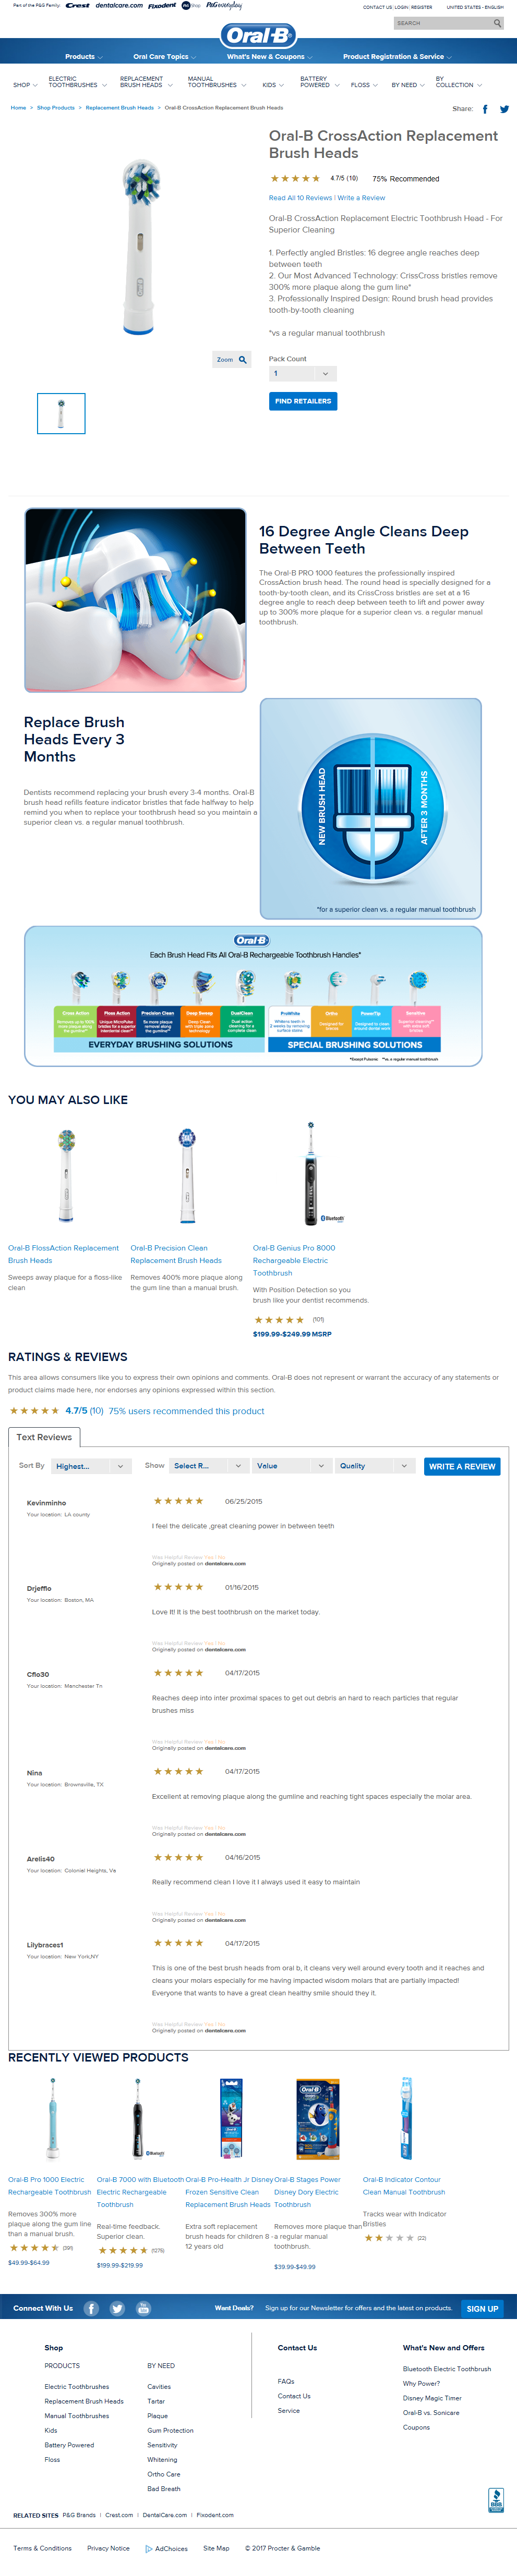 Part of the P&G Family: Crest dentalcare.com Fixodent Shop P&G everyday
CONTACT US LOGIN REGISTER UNITED STATES - ENGLISH
SEARCH
Oral-B
Products Oral Care Topics What's New & Coupons Product Registration & Service
SHOP ELECTRIC TOOTHBRUSHES REPLACEMENT BRUSH HEADS MANUAL TOOTHBRUSHES KIDS BATTERY POWERED FLOSS BY NEED BY COLLECTION
Home > Shop Products > Replacement Brush Heads > Oral-B CrossAction Replacement Brush Heads
Share:
Oral-B CrossAction Replacement
Brush Heads
4.7/5 (10) 75% Recommended
Read All 10 Reviews | Write a Review
Oral-B CrossAction Replacement Electric Toothbrush Head - For
Superior Cleaning
1. Perfectly angled Bristles: 16 degree angle reaches deep
between teeth
2. Our Most Advanced Technology: CrissCross bristles remove
300% more plaque along the gum line*
3. Professionally Inspired Design: Round brush head provides
tooth-by-tooth cleaning
*vs a regular manual toothbrush
Zoom
Pack Count
1
FIND RETAILERS
16 Degree Angle Cleans Deep
Between Teeth
The Oral-B PRO 1000 features the professionally inspired
CrossAction brush head. The round head is specially designed for a
tooth-by-tooth clean, and its CrissCross bristles are set at a 16
degree angle to reach deep between teeth to lift and power away
up to 300% more plaque for a superior clean vs. a regular manual
toothbrush.
Replace Brush
Heads Every 3
Months
Dentists recommend replacing your brush every 3-4 months. Oral-B
brush head refills feature indicator bristles that fade halfway to help
remind you when to replace your toothbrush head so you maintain a
superior clean vs. a regular manual toothbrush.
NEW BRUSH HEAD
AFTER 3 MONTHS
*for a superior clean vs. a regular manual toothbrush
Oral-B
Each Brush Head Fits All Oral-B Rechargeable Toothbrush Handles*
Cross Action Floss Action Precision Clean Deep Sweep DualClean ProWhite Ortho PowerTip Sensitive
EVERYDAY BRUSHING SOLUTIONS SPECIAL BRUSHING SOLUTIONS
YOU MAY ALSO LIKE
Bluetooth
Oral-B FlossAction Replacement
Brush Heads
Sweeps away plaque for a floss-like
clean
Oral-B Precision Clean
Replacement Brush Heads
Removes 400% more plaque along
the gum line than a manual brush.
Oral-B Genius Pro 8000
Rechargeable Electric
Toothbrush
With Position Detection so you
brush like your dentist recommends.
(101)
$199.99-$249.99 MSRP
RATINGS & REVIEWS
This area allows consumers like you to express their own opinions and comments. Oral-B does not represent or warrant the accuracy of any statements or
product claims made here, nor endorses any opinions expressed within this section.
4.7/5 (10) 75% users recommended this product
Text Reviews
Sort By Highest... Show Select R... Value Quality WRITE A REVIEW
Kevinminho 06/25/2015
Your location: LA county
I feel the delicate ,great cleaning power in between teeth
Was Helpful Review Yes | No
Originally posted on dentalcare.com
Drjeffio 01/16/2015
Your location: Boston, MA.
Love It! It is the best toothbrush on the market today.
Was Helpful Review Yes | No
Originally posted on dentalcare.com
Cflo30 04/17/2015
Your location: Manchester Tn
Reaches deep into inter proximal spaces to get out debris an hard to reach particles that regular
brushes miss
Was Helpful Review Yes | No
Originally posted on dentalcare.com
Nina 04/17/2015
Your location: Brownsville, TX
Excellent at removing plaque along the gumline and reaching tight spaces especially the molar area.
Was Helpful Review Yes | No
Originally posted on dentalcare.com
Arelis40 04/16/2015
Your location: Colonial Heights, Va
Really recommend clean I love it I always used it easy to maintain
Was Helpful Review Yes | No
Originally posted on dentalcare.com
Lilybraces1 04/17/2015
Your location: New York,NY
This is one of the best brush heads from oral b, it cleans very well around every tooth and it reaches and
cleans your molars especially for me having impacted wisdom molars that are partially impacted!
Everyone that wants to have a great clean healthy smile should they it.
Was Helpful Review Yes | No
Originally posted on dentalcare.com
RECENTLY VIEWED PRODUCTS
Bluetooth
Oral-B
Oral-B Pro 1000 Electric
Rechargeable Toothbrush
Removes 300% more
plaque along the gum line
than a manual brush.
(391)
$49.99-$64.99
Oral-B 7000 with Bluetooth
Electric Rechargeable
Toothbrush
Real-time feedback.
Superior clean.
(1276)
$199.99-$219.99
Oral-B Pro-Health Jr Disney
Frozen Sensitive Clean
Replacement Brush Heads
Extra soft replacement
brush heads for children 8 -
12 years old
Oral-B Stages Power
Disney Dory Electric
Toothbrush
Removes more plaque than
a regular manual
toothbrush.
$39.99-$49.99
Oral-B Indicator Contour
Clean Manual Toothbrush
Tracks wear with Indicator
Bristles
(22)
Connect With Us You Tube Want Deals? Sign up for our Newsletter for offers and the latest on products. SIGN UP
Shop
PRODUCTS
Electric Toothbrushes
Replacement Brush Heads
Manual Toothbrushes
Kids
Battery Powered
Floss
BY NEED
Cavities
Tartar
Plaque
Gum Protection
Sensitivity
Whitening
Ortho Care
Bad Breath
Contact Us
FAQs
Contact Us
Service
What's New and Offers
Bluetooth Electric Toothbrush
Why Power?
Disney Magic Timer
Oral-B vs. Sonicare
Coupons
BBB
RELATED SITES P&G Brands | Crest.com | DentalCare.com | Fixodent.com
Terms & Conditions Privacy Notice AdChoices Site Map © 2017 Procter & Gamble